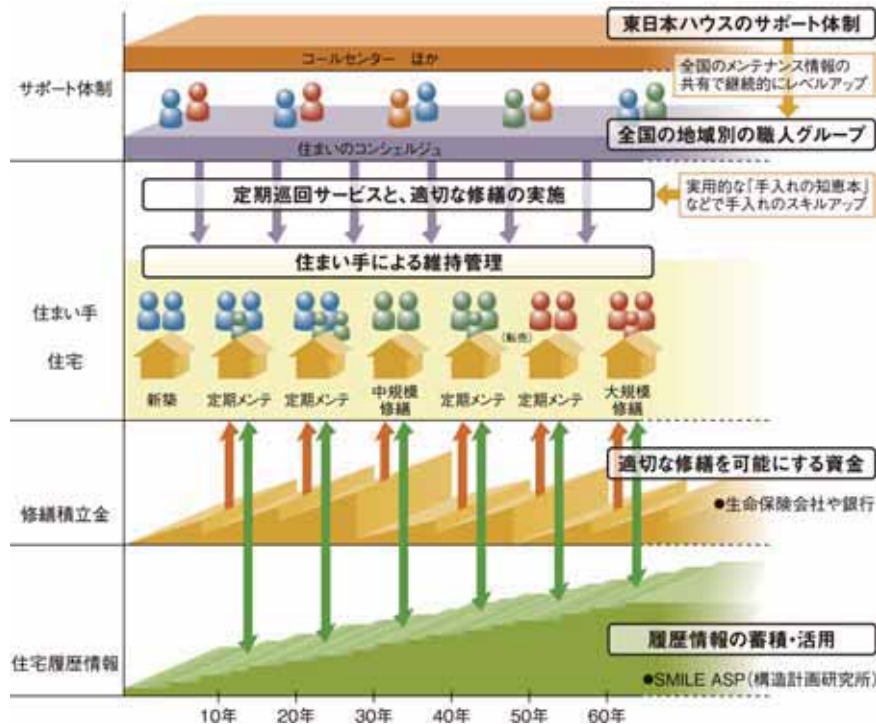 東日本ハウスのサポート体制
コールセンター ほか
全国のメンテナンス情報の
共有で継続的にレベルアップ
サポート体制
全国の地域別の職人グループ
住まいのコンシェルジュ
定期巡回サービスと、適切な修繕の実施
実用的な「手入れの知恵本」
などで手入れのスキルアップ
住まい手による維持管理
住まい手
(転売)
住宅
新築
定期メンテ
定期メンテ
中規模
修繕
定期メンテ
定期メンテ
大規模
修繕
適切な修繕を可能にする資金
●生命保険会社や銀行
修繕積立金
履歴情報の蓄積・活用
住宅履歴情報
●SMILE ASP(構造計画研究所)
10年
20年
30年
40年
50年
60年